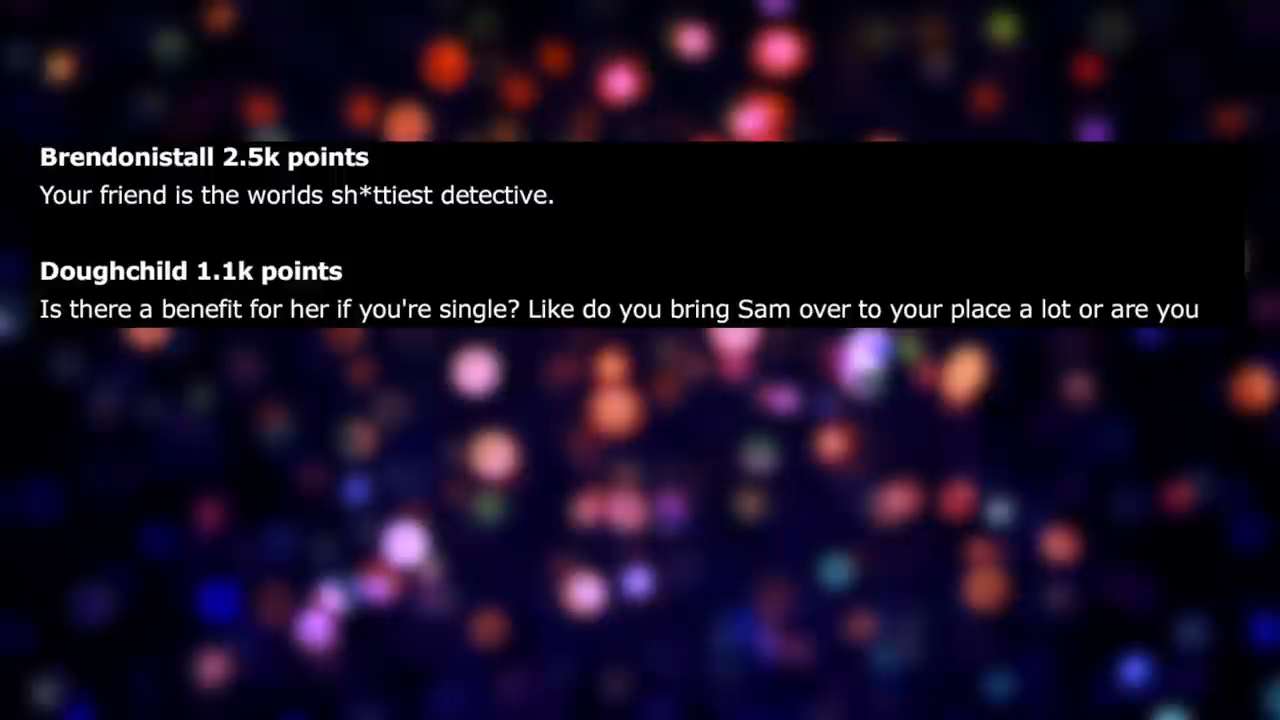 Brendonistall 2.5k points
Your friend is the worlds sh*ttiest detective.
Doughchild 1.1k points
Is there a benefit for her if you're single? Like do you bring Sam over to your place a lot or are you